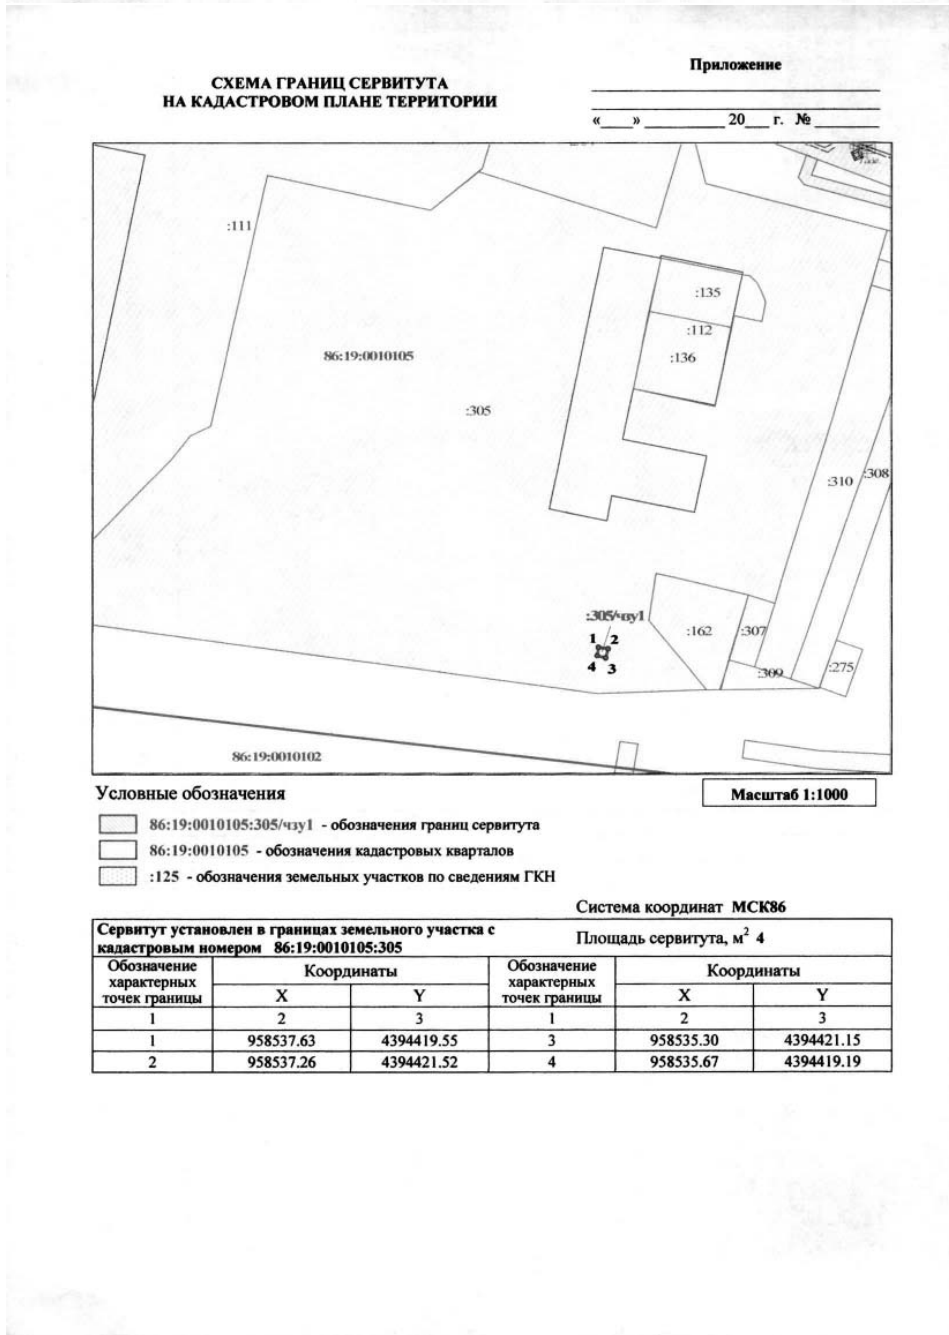 Приложение
СХЕМА ГРАНИЦ СЕРВИТУТА
НА КАДАСТРОВОМ ПЛАНЕ ТЕРРИТОРИИ
«___» __________ 20___ г. № ________
:111
:135
:112
86:19:0010105
:136
:305
:310
:308
:305/чзу1
:162
:307
1 2
4 3
:309
:275
86:19:0010102
Условные обозначения
Масштаб 1:1000
86:19:0010105:305/чзу1 - обозначения границ сервитута
86:19:0010105 - обозначения кадастровых кварталов
:125 - обозначения земельных участков по сведениям ГКН
Система координат МСК86
Сервитут установлен в границах земельного участка с
кадастровым номером 86:19:0010105:305
Площадь сервитута, м² 4
Обозначение характерных точек границы
Координаты
Обозначение характерных точек границы
Координаты
X Y X Y
1 2 3 1 2 3
1 958537.63 4394419.55 3 958535.30 4394421.15
2 958537.26 4394421.52 4 958535.67 4394419.19